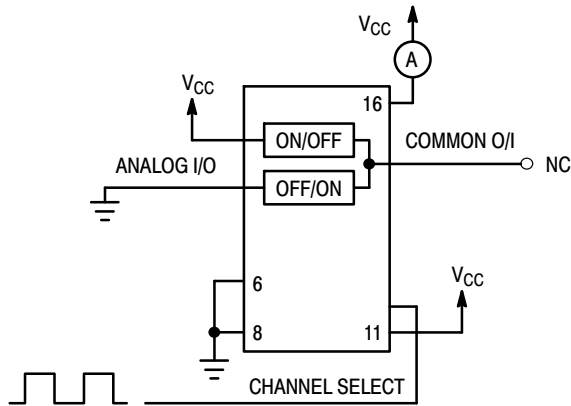 VCC
A
VCC
16
ON/OFF
COMMON O/I
NC
ANALOG I/O
OFF/ON
VCC
6
8
11
CHANNEL SELECT